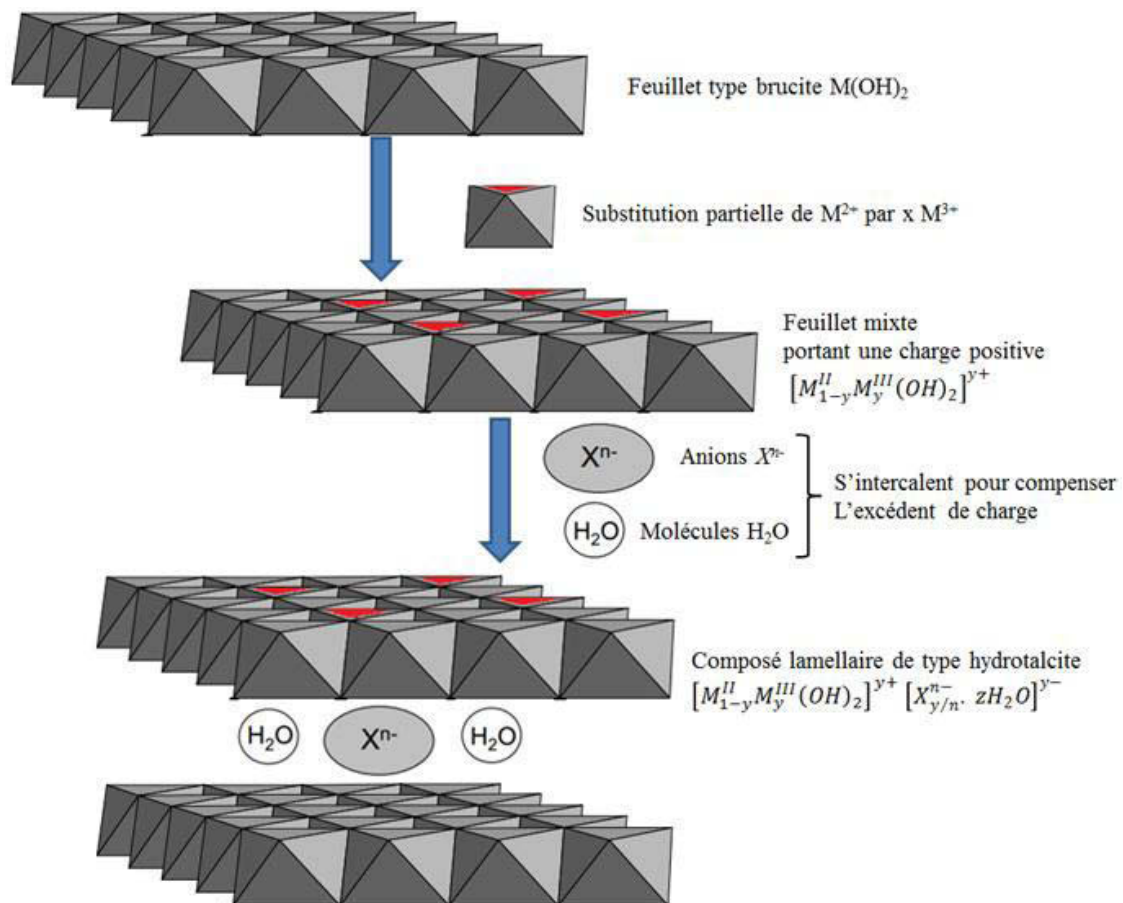 Feuillet type brucite M(OH)₂
Substitution partielle de M²⁺ par x M³⁺
Feuillet mixte
portant une charge positive
[M^{II}_{1−y}M^{III}_{y}(OH)₂]^{y+}
Xⁿ⁻
Anions Xⁿ⁻
S'intercalent pour compenser
L'excédent de charge
H₂O
Molécules H₂O
Composé lamellaire de type hydrotalcite
[M^{II}_{1−y}M^{III}_{y}(OH)₂]^{y+} [X^{n−}_{y/n}. zH₂O]^{y−}
H₂O
Xⁿ⁻
H₂O